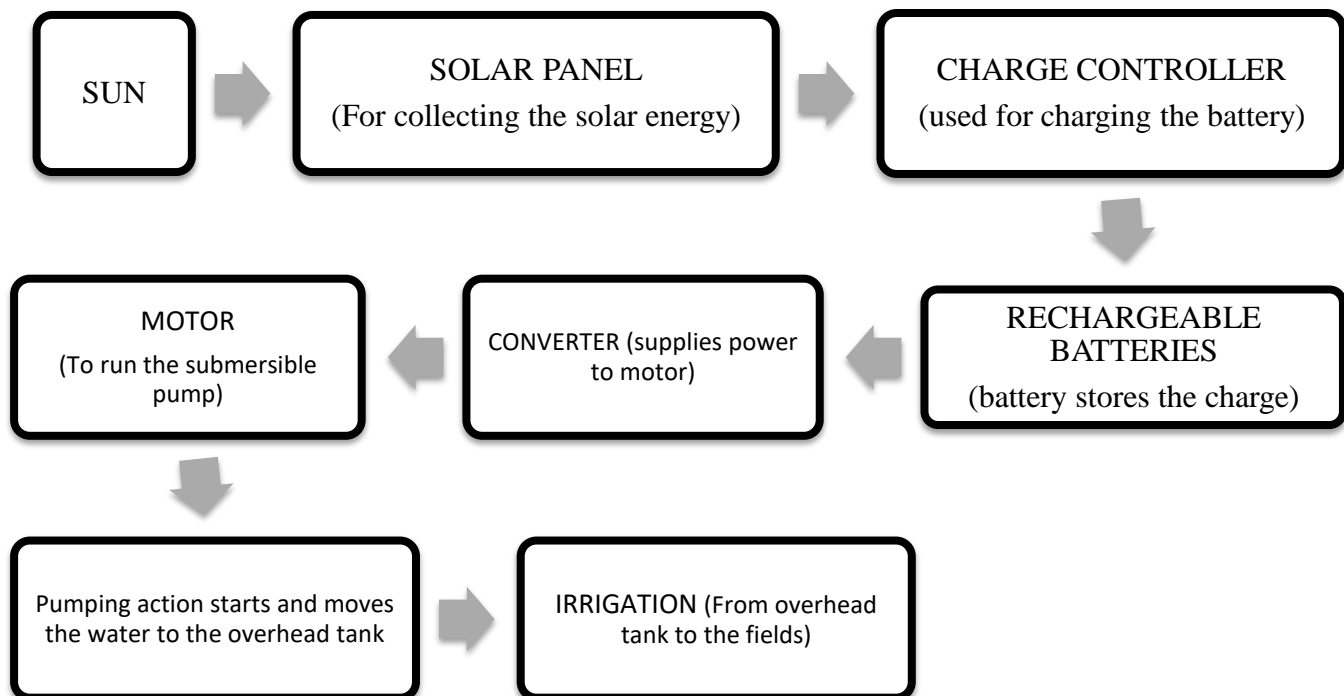 SUN
SOLAR PANEL
(For collecting the solar energy)
CHARGE CONTROLLER
(used for charging the battery)
RECHARGEABLE
BATTERIES
(battery stores the charge)
CONVERTER (supplies power
to motor)
MOTOR
(To run the submersible
pump)
Pumping action starts and moves
the water to the overhead tank
IRRIGATION (From overhead
tank to the fields)